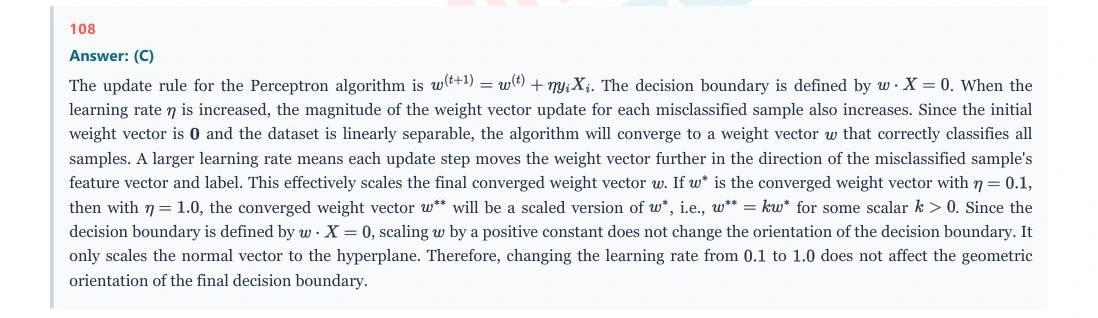 108
Answer: (C)
The update rule for the Perceptron algorithm is w^(t+1) = w^(t) + ηy_iX_i. The decision boundary is defined by w · X = 0. When the
learning rate η is increased, the magnitude of the weight vector update for each misclassified sample also increases. Since the initial
weight vector is 0 and the dataset is linearly separable, the algorithm will converge to a weight vector w that correctly classifies all
samples. A larger learning rate means each update step moves the weight vector further in the direction of the misclassified sample's
feature vector and label. This effectively scales the final converged weight vector w. If w* is the converged weight vector with η = 0.1,
then with η = 1.0, the converged weight vector w** will be a scaled version of w*, i.e., w** = kw* for some scalar k > 0. Since the
decision boundary is defined by w · X = 0, scaling w by a positive constant does not change the orientation of the decision boundary. It
only scales the normal vector to the hyperplane. Therefore, changing the learning rate from 0.1 to 1.0 does not affect the geometric
orientation of the final decision boundary.